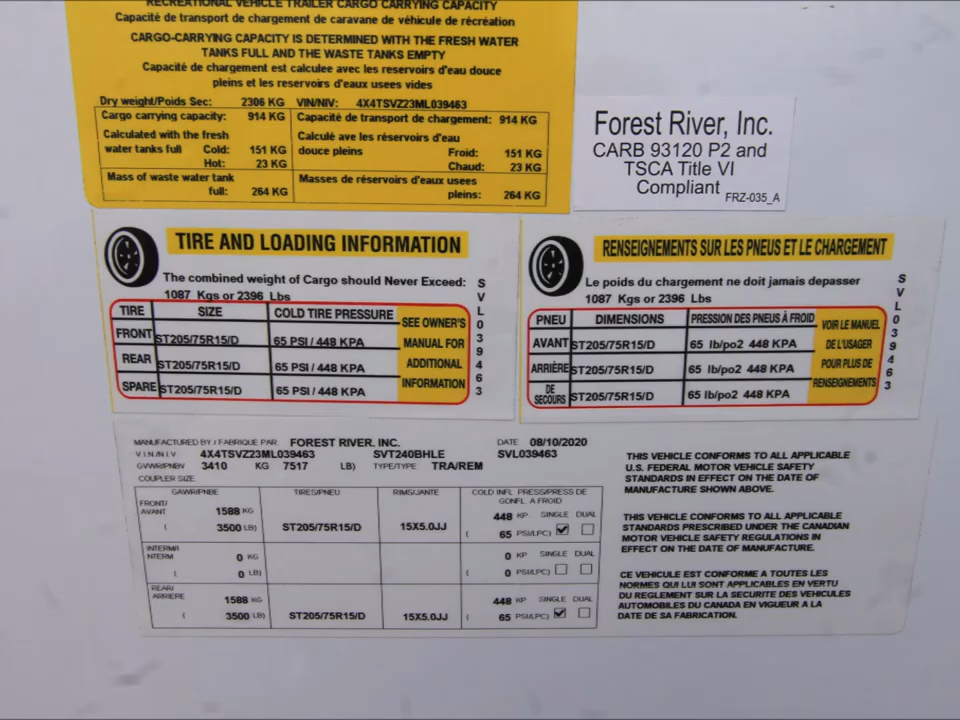 RECREATIONAL VEHICLE TRAILER CARGO CARRYING CAPACITY
Capacité de transport de chargement de caravane de véhicule de récréation
CARGO-CARRYING CAPACITY IS DETERMINED WITH THE FRESH WATER
TANKS FULL AND THE WASTE TANKS EMPTY
Capacité de chargement est calculee avec les reservoirs d'eau douce
pleins et les reservoirs d'eaux usees vides
Dry weight/Poids Sec: 2306 KG VIN/NIV: 4X4TSVZ23ML039463
Cargo carrying capacity: 914 KG
Calculated with the fresh
water tanks full Cold: 151 KG
Hot: 23 KG
Mass of waste water tank
full: 264 KG
Capacité de transport de chargement: 914 KG
Calculé ave les réservoirs d'eau
douce pleins Froid: 151 KG
Chaud: 23 KG
Masses de réservoirs d'eaux usees
pleins: 264 KG
Forest River, Inc.
CARB 93120 P2 and
TSCA Title VI
Compliant
FRZ-035_A
TIRE AND LOADING INFORMATION
The combined weight of Cargo should Never Exceed:
1087 Kgs or 2396 Lbs
TIRE SIZE COLD TIRE PRESSURE
FRONT ST205/75R15/D 65 PSI / 448 KPA
REAR ST205/75R15/D 65 PSI / 448 KPA
SPARE ST205/75R15/D 65 PSI / 448 KPA
SEE OWNER'S
MANUAL FOR
ADDITIONAL
INFORMATION
SVL039463
RENSEIGNEMENTS SUR LES PNEUS ET LE CHARGEMENT
Le poids du chargement ne doit jamais depasser
1087 Kgs or 2396 Lbs
PNEU DIMENSIONS PRESSION DES PNEUS À FROID
AVANT ST205/75R15/D 65 lb/po2 448 KPA
ARRIÈRE ST205/75R15/D 65 lb/po2 448 KPA
DE
SECOURS ST205/75R15/D 65 lb/po2 448 KPA
VOIR LE MANUEL
DE L'USAGER
POUR PLUS DE
RENSEIGNEMENTS
SVL039463
MANUFACTURED BY / FABRIQUE PAR: FOREST RIVER, INC. DATE 08/10/2020
V.I.N./N.I.V 4X4TSVZ23ML039463 SVT240BHLE SVL039463
GVWR/PNBV 3410 KG 7517 LB) TYPE/TYPE TRA/REM
COUPLER SIZE
GAWR/PNBE TIRES/PNEU RIMS/JANTE COLD INFL. PRESS/PRESS DE
GONFL. A FROID
FRONT/
AVANT 1588 KG 448 KP SINGLE DUAL
( 3500 LB) ST205/75R15/D 15X5.0JJ ( 65 PSI/LPC)
INTERM/
INTERM 0 KG 0 KP SINGLE DUAL
( 0 LB) ( 0 PSI/LPC)
REAR/
ARRIERE 1588 KG 448 KP SINGLE DUAL
( 3500 LB) ST205/75R15/D 15X5.0JJ ( 65 PSI/LPC)
THIS VEHICLE CONFORMS TO ALL APPLICABLE
U.S. FEDERAL MOTOR VEHICLE SAFETY
STANDARDS IN EFFECT ON THE DATE OF
MANUFACTURE SHOWN ABOVE.
THIS VEHICLE CONFORMS TO ALL APPLICABLE
STANDARDS PRESCRIBED UNDER THE CANADIAN
MOTOR VEHICLE SAFETY REGULATIONS IN
EFFECT ON THE DATE OF MANUFACTURE.
CE VEHICULE EST CONFORME A TOUTES LES
NORMES QUI LUI SONT APPLICABLES EN VERTU
DU REGLEMENT SUR LA SECURITE DES VEHICULES
AUTOMOBILES DU CANADA EN VIGUEUR A LA
DATE DE SA FABRICATION.